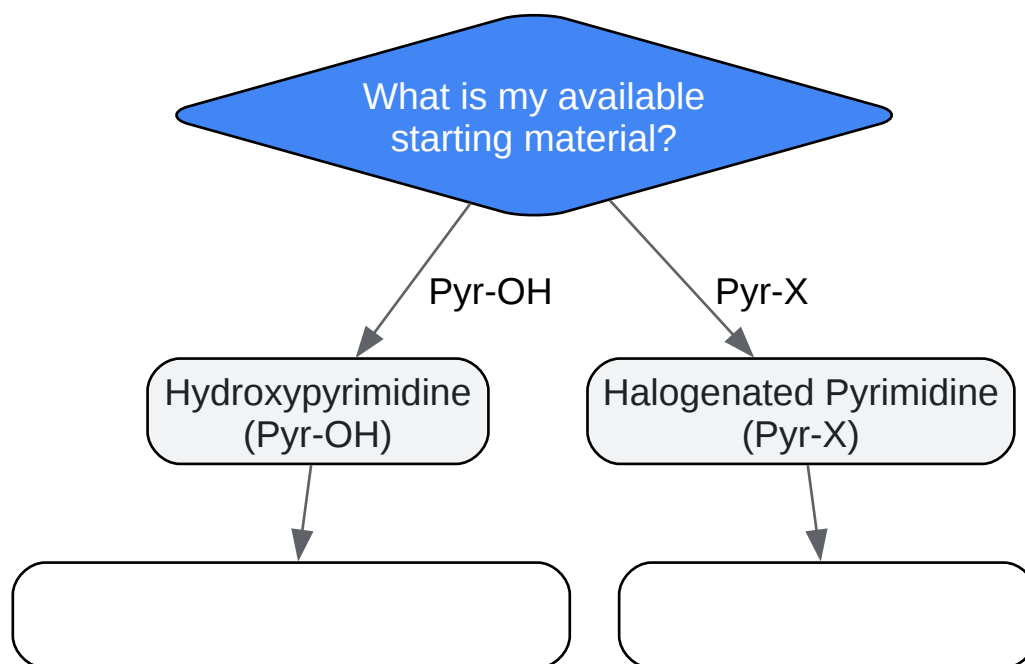 What is my available
starting material?
Pyr-OH
Pyr-X
Hydroxypyrimidine
(Pyr-OH)
Halogenated Pyrimidine
(Pyr-X)